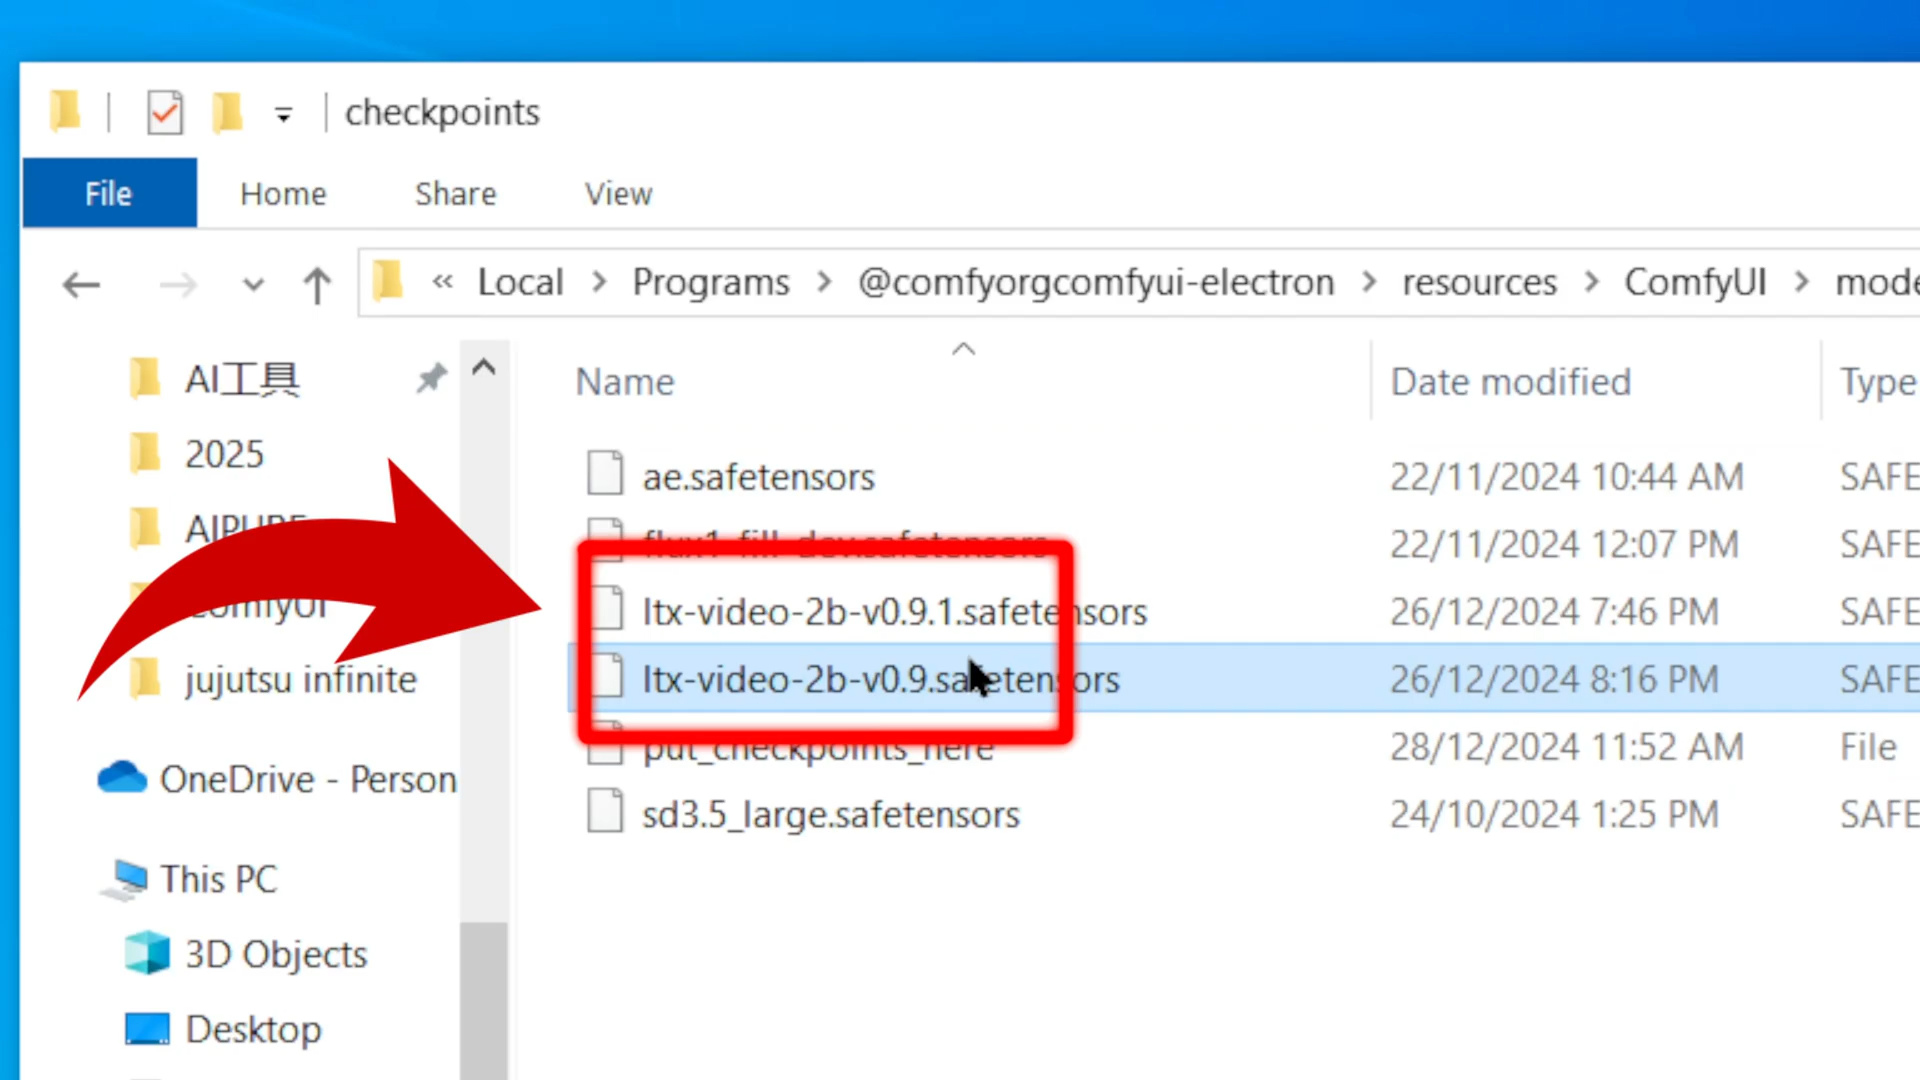 checkpoints
File Home Share View
« Local > Programs > @comfyorgcomfyui-electron > resources > ComfyUI > mode
AI工具
2025
AIPURE
ComfyUI
jujutsu infinite
OneDrive - Person
This PC
3D Objects
Desktop
Name Date modified Type
ae.safetensors 22/11/2024 10:44 AM SAFE
flux1-fill-dev.safetensors 22/11/2024 12:07 PM SAFE
ltx-video-2b-v0.9.1.safetensors 26/12/2024 7:46 PM SAFE
ltx-video-2b-v0.9.safetensors 26/12/2024 8:16 PM SAFE
put_checkpoints_here 28/12/2024 11:52 AM File
sd3.5_large.safetensors 24/10/2024 1:25 PM SAFE